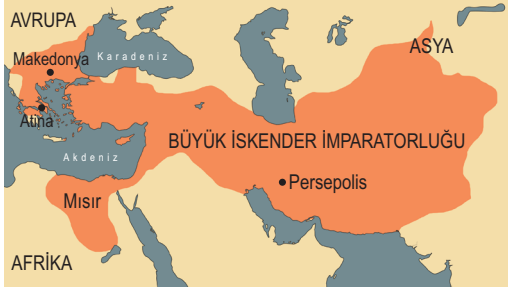 AVRUPA
Karadeniz
ASYA
Makedonya
Atina
BÜYÜK İSKENDER İMPARATORLUĞU
Akdeniz
Persepolis
Mısır
AFRİKA